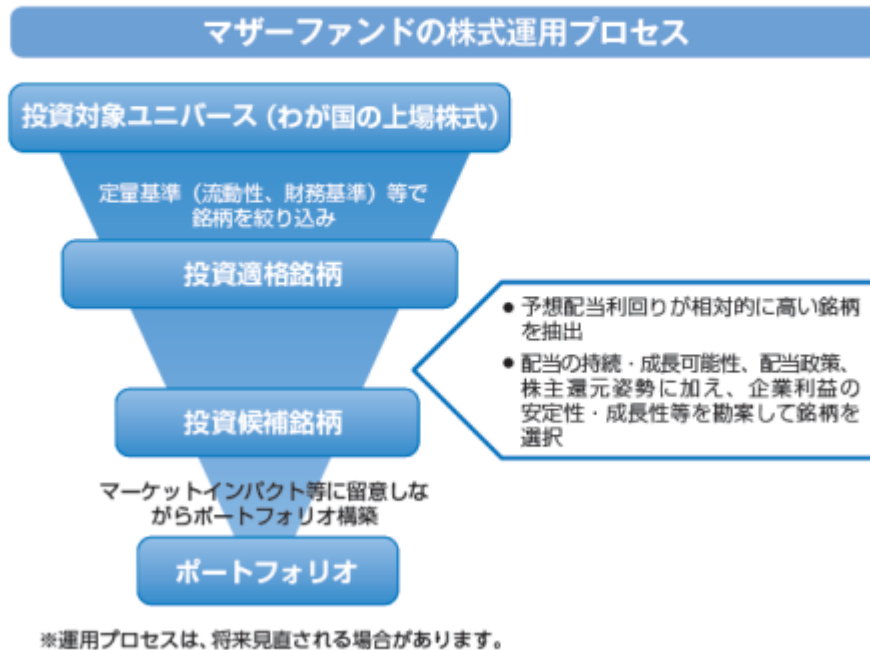 マザーファンドの株式運用プロセス
投資対象ユニバース(わが国の上場株式)
定量基準(流動性、財務基準)等で
銘柄を絞り込み
投資適格銘柄
● 予想配当利回りが相対的に高い銘柄
を抽出
● 配当の持続・成長可能性、配当政策、
株主還元姿勢に加え、企業利益の
安定性・成長性等を勘案して銘柄を
選択
投資候補銘柄
マーケットインパクト等に留意しな
がらポートフォリオ構築
ポートフォリオ
※運用プロセスは、将来見直される場合があります。